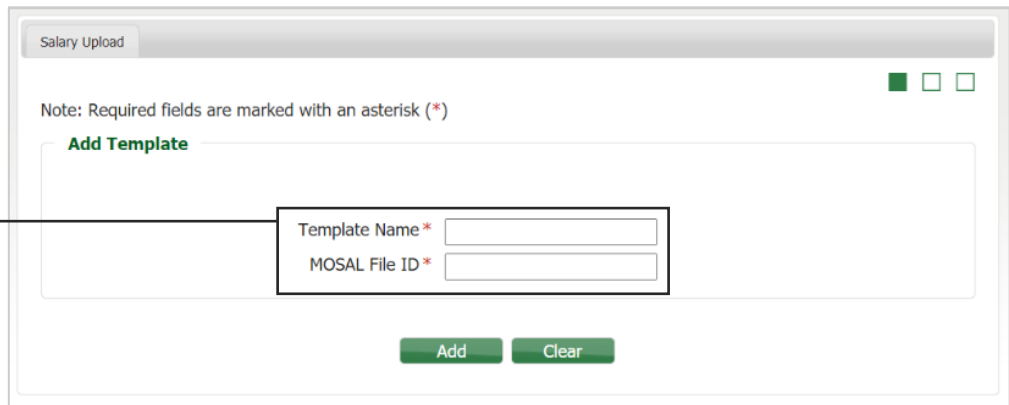 Salary Upload
Note: Required fields are marked with an asterisk (*)
Add Template
Template Name*
MOSAL File ID*
Add Clear